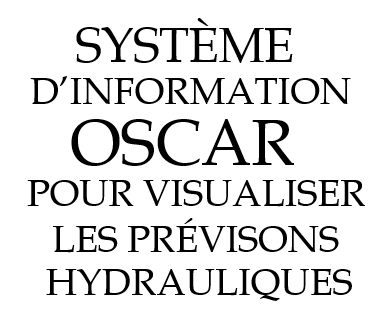 SYSTÈME
D’INFORMATION
OSCAR
POUR VISUALISER
LES PRÉVISONS
HYDRAULIQUES